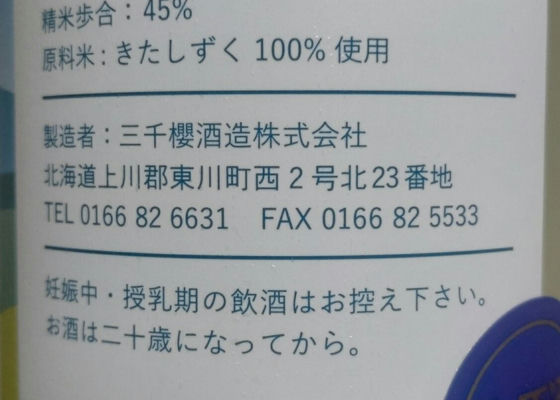 精米歩合：45%
原料米：きたしずく 100% 使用
製造者：三千櫻酒造株式会社
北海道上川郡東川町西 2 号北 23 番地
TEL 0166 82 6631 FAX 0166 82 5533
妊娠中・授乳期の飲酒はお控え下さい。
お酒は二十歳になってから。